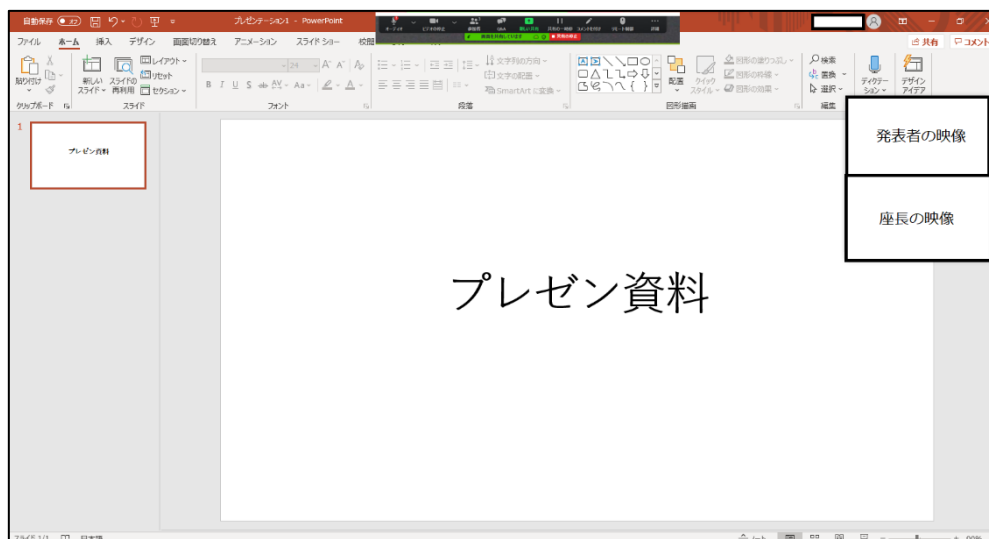 自動保存 オフ プレゼンテーション1 - PowerPoint
ファイル ホーム 挿入 デザイン 画面切り替え アニメーション スライド ショー 校閲
共有 コメント
貼り付け
新しい
スライド
スライドの
再利用
レイアウト
リセット
セクション
24
文字列の方向
文字の配置
SmartArt に変換
配置
クイック
スタイル
図形の塗りつぶし
図形の枠線
図形の効果
検索
置換
選択
ディクテー
ション
デザイン
アイデア
クリップボード スライド フォント 段落 図形描画 編集
発表者の映像
座長の映像
1
プレゼン資料
プレゼン資料
スライド 1/1 日本語